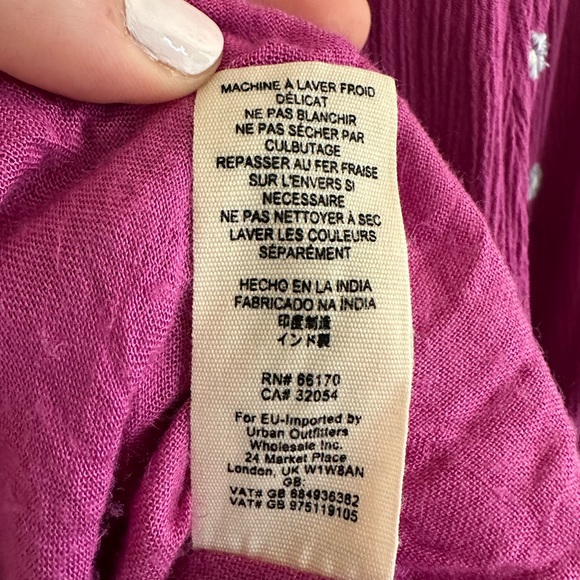 MACHINE À LAVER FROID
DÉLICAT
NE PAS BLANCHIR
NE PAS SÉCHER PAR
CULBUTAGE
REPASSER AU FER FRAISE
SUR L'ENVERS SI
NECESSAIRE
NE PAS NETTOYER À SEC
LAVER LES COULEURS
SÉPARÉMENT
HECHO EN LA INDIA
FABRICADO NA INDIA
印度制造
インド製
RN# 66170
CA# 32054
For EU-Imported by
Urban Outfitters
Wholesale Inc.
24 Market Place
London, UK W1W8AN
GB:
VAT# GB 684936382
VAT# GB 975119105